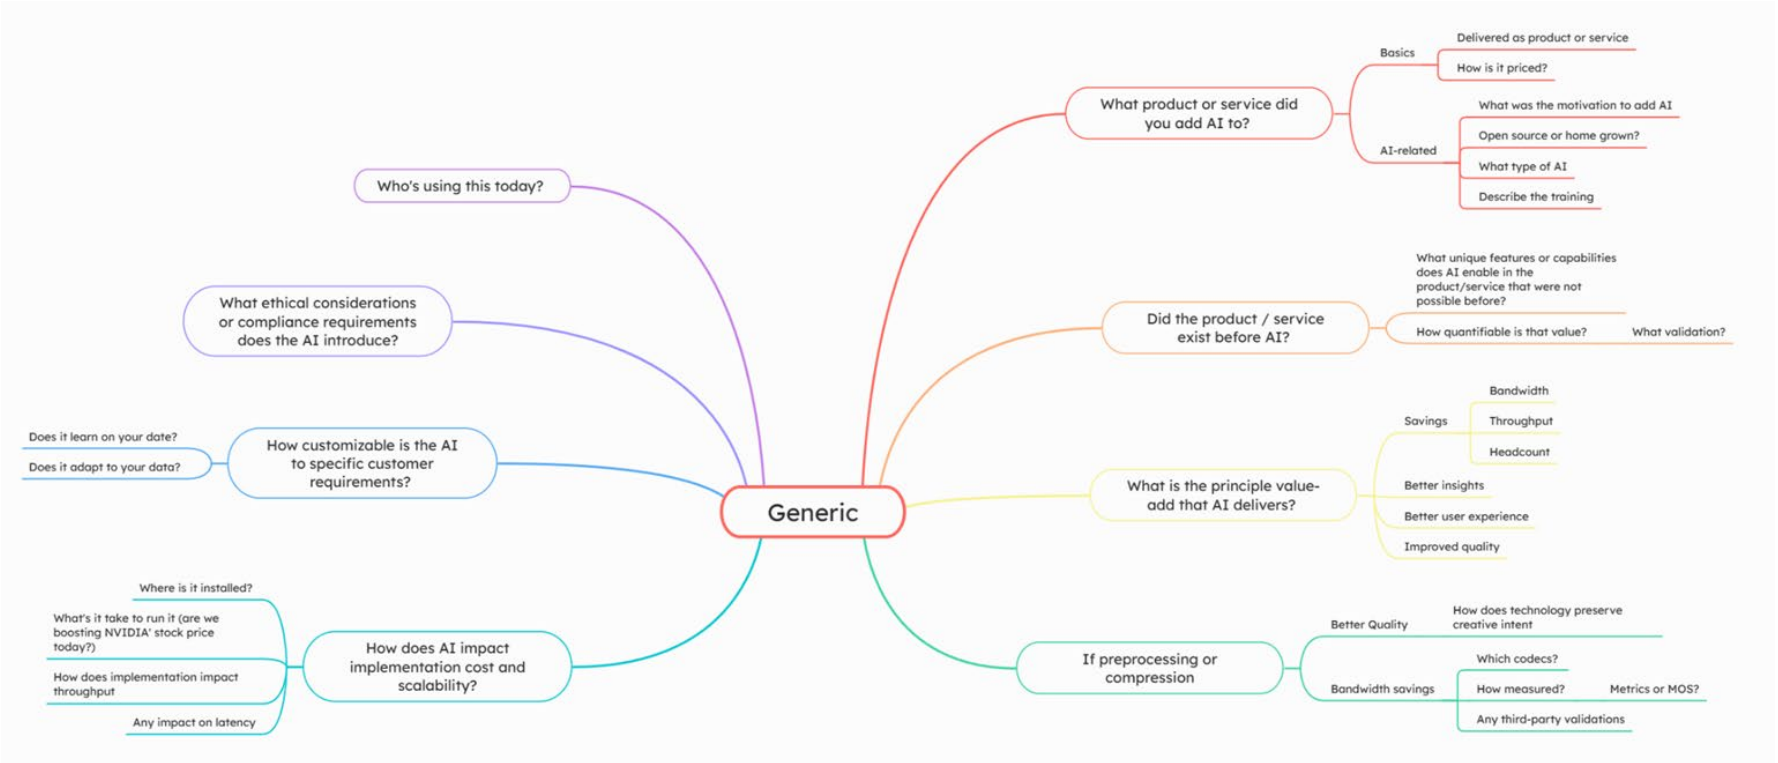 Generic
What product or service did
you add AI to?
Basics
Delivered as product or service
How is it priced?
AI-related
What was the motivation to add AI
Open source or home grown?
What type of AI
Describe the training
Did the product / service
exist before AI?
What unique features or capabilities
does AI enable in the
product/service that were not
possible before?
How quantifiable is that value?
What validation?
What is the principle value-
add that AI delivers?
Savings
Bandwidth
Throughput
Headcount
Better insights
Better user experience
Improved quality
If preprocessing or
compression
Better Quality
How does technology preserve
creative intent
Bandwidth savings
Which codecs?
How measured?
Metrics or MOS?
Any third-party validations
Who's using this today?
What ethical considerations
or compliance requirements
does the AI introduce?
How customizable is the AI
to specific customer
requirements?
Does it learn on your date?
Does it adapt to your data?
How does AI impact
implementation cost and
scalability?
Where is it installed?
What's it take to run it (are we
boosting NVIDIA' stock price
today?)
How does implementation impact
throughput
Any impact on latency